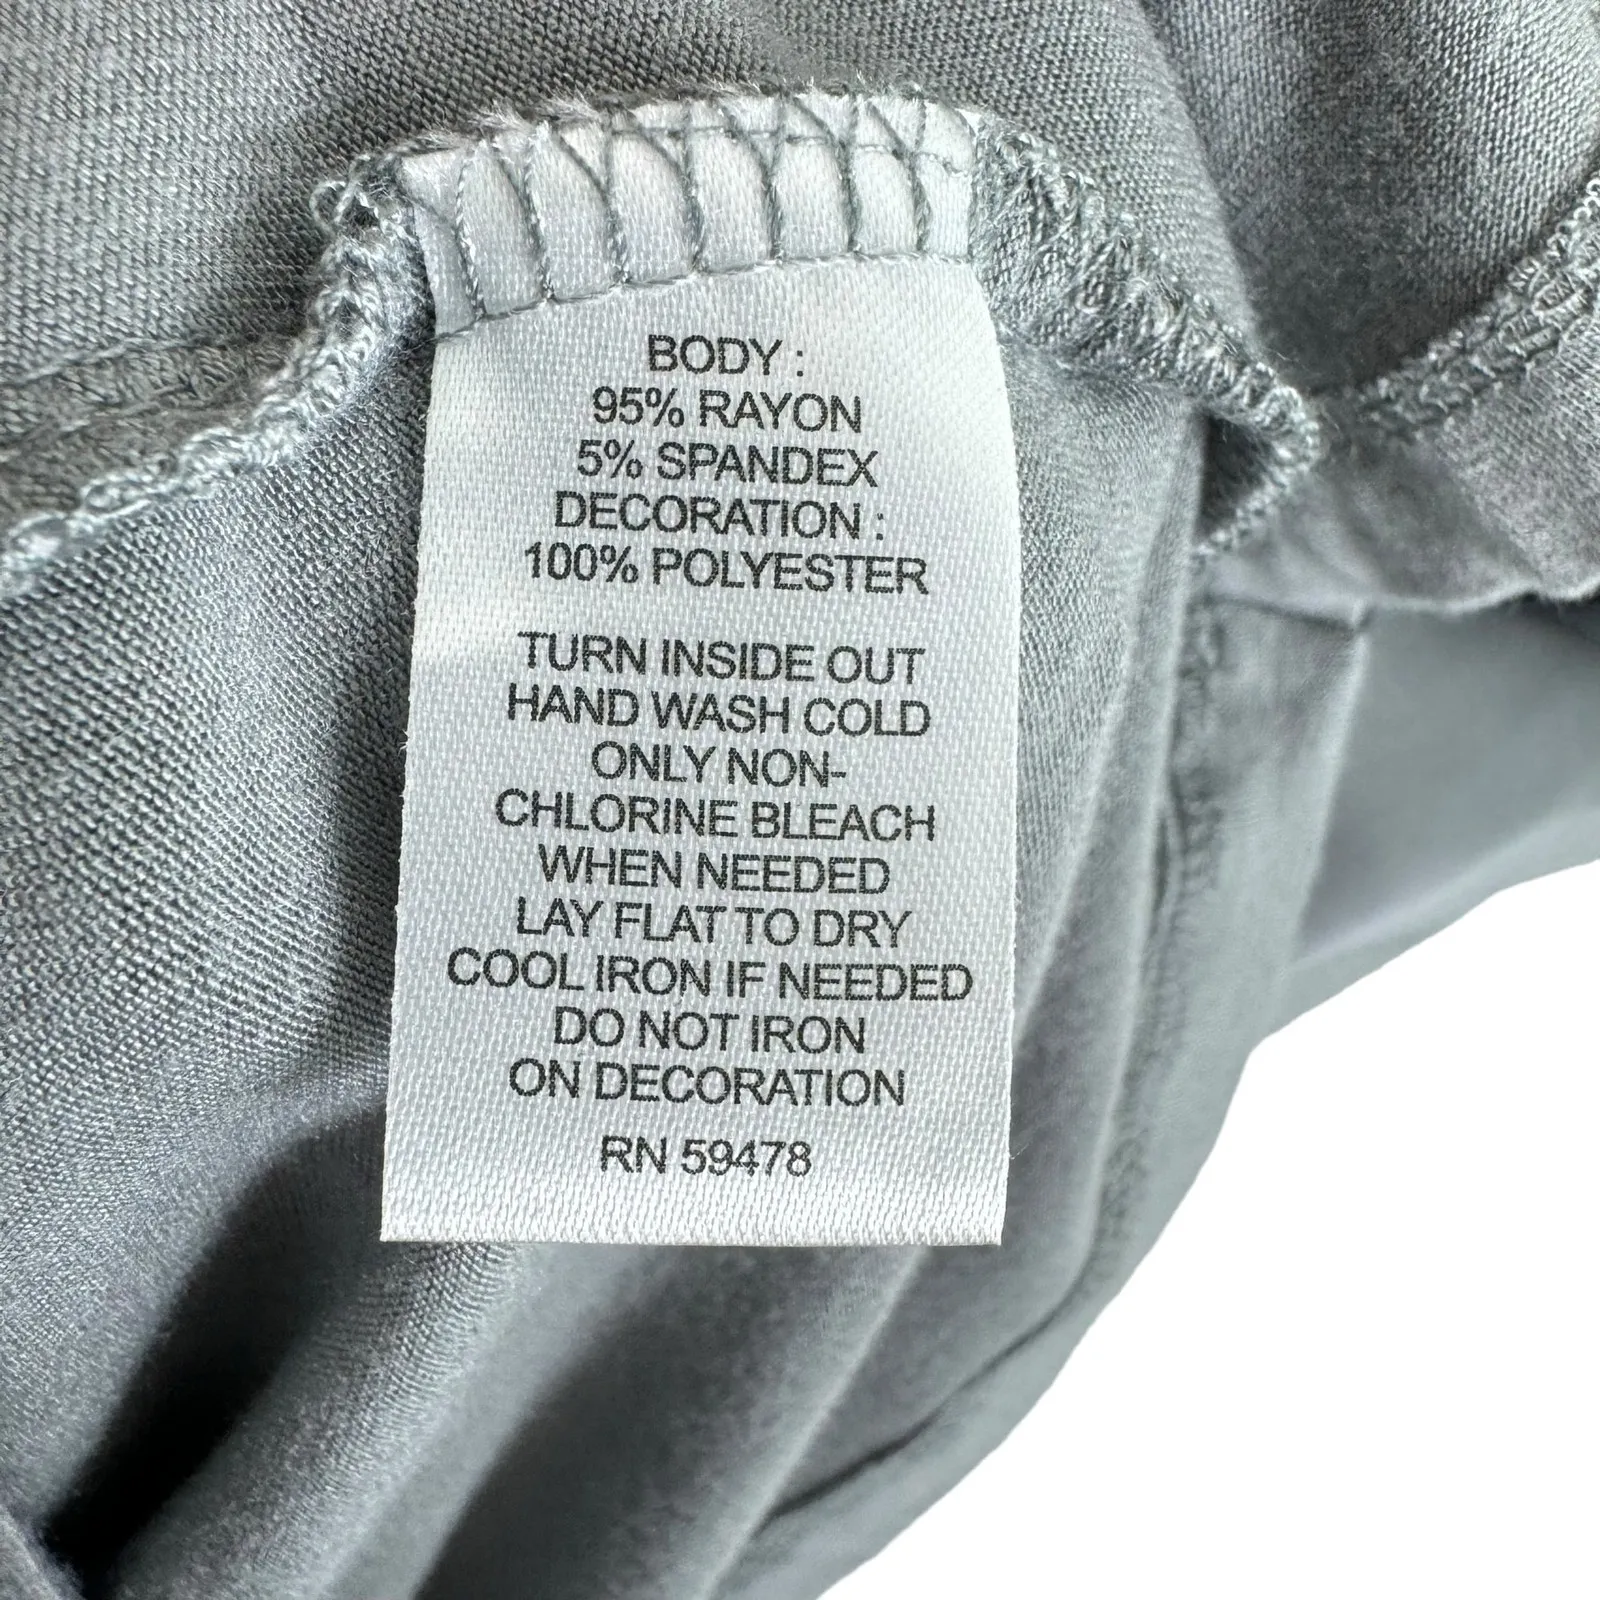 BODY :
95% RAYON
5% SPANDEX
DECORATION :
100% POLYESTER
TURN INSIDE OUT
HAND WASH COLD
ONLY NON-
CHLORINE BLEACH
WHEN NEEDED
LAY FLAT TO DRY
COOL IRON IF NEEDED
DO NOT IRON
ON DECORATION
RN 59478